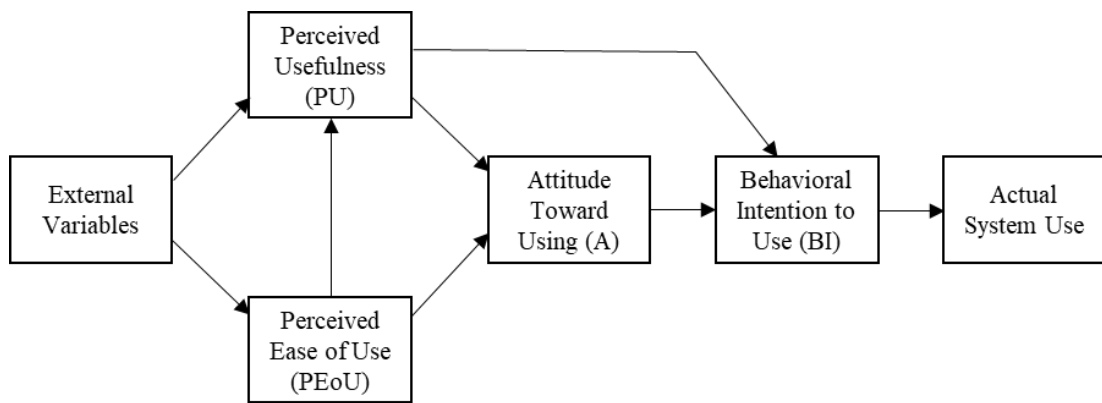 External
Variables
Perceived
Usefulness
(PU)
Perceived
Ease of Use
(PEoU)
Attitude
Toward
Using (A)
Behavioral
Intention to
Use (BI)
Actual
System Use